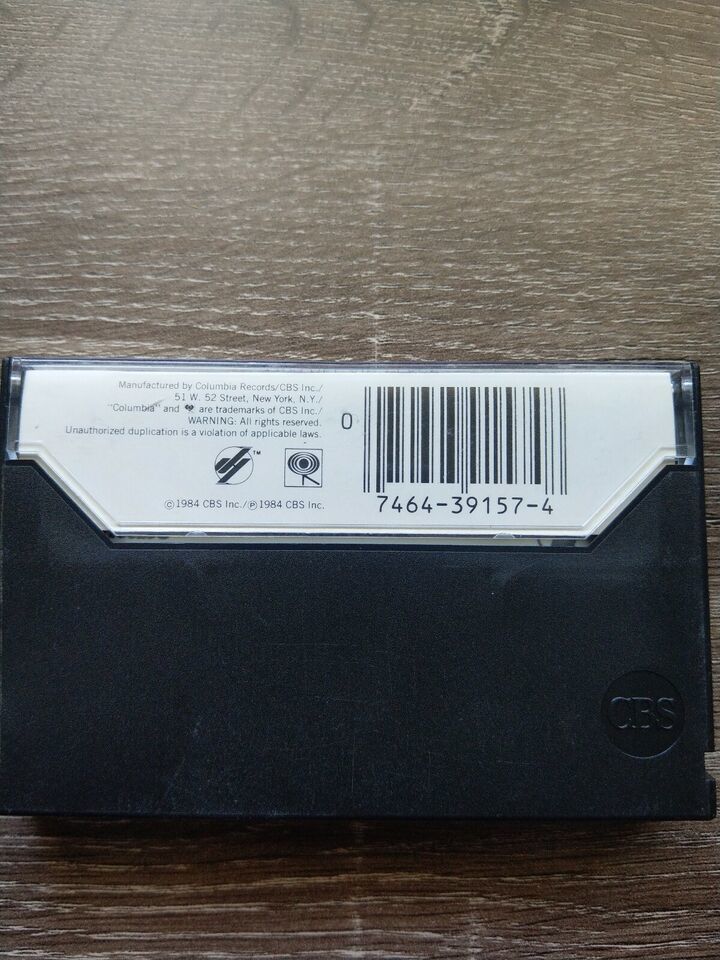 Manufactured by Columbia Records/CBS Inc./
51 W. 52 Street, New York, N.Y./
"Columbia" and are trademarks of CBS Inc./
WARNING: All rights reserved.
Unauthorized duplication is a violation of applicable laws.
TM
© 1984 CBS Inc./℗ 1984 CBS Inc.
0
7464-39157-4
CBS